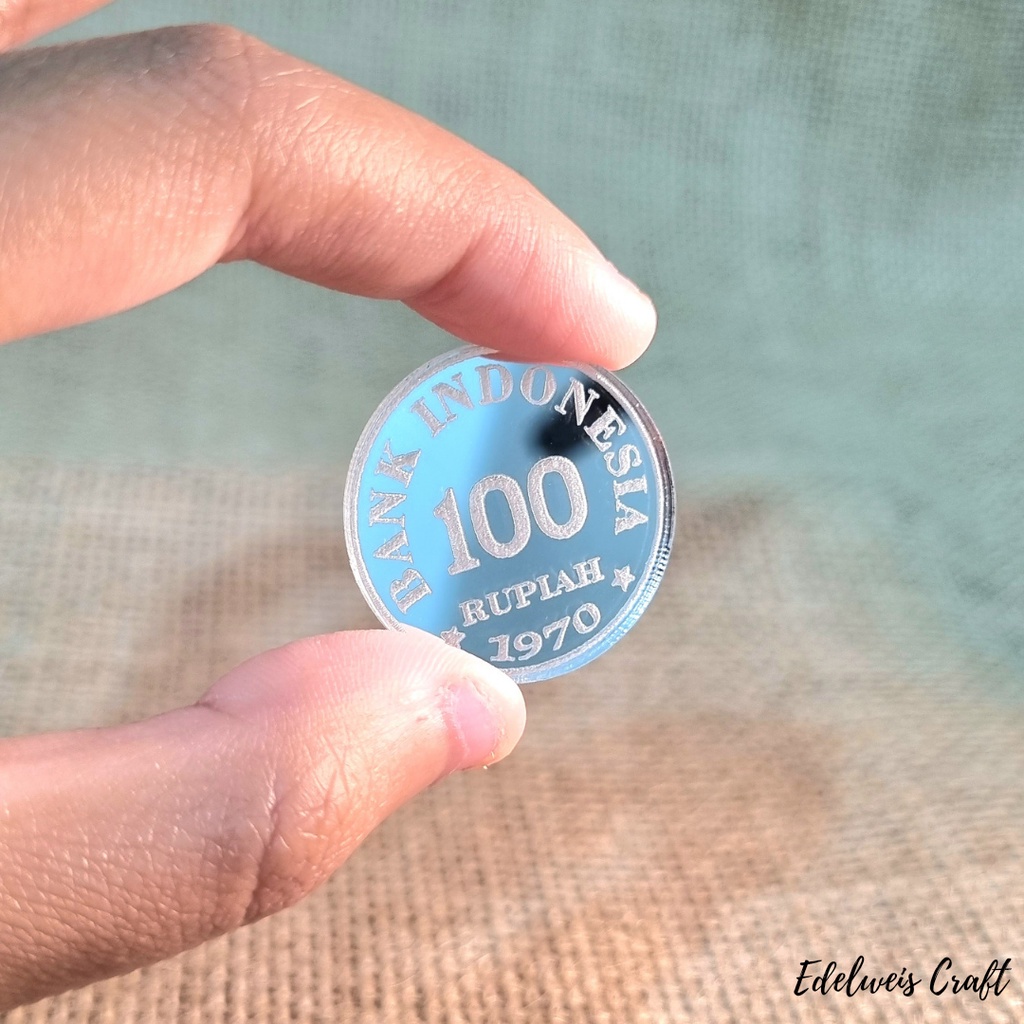 BANK INDONESIA
100
RUPIAH
1970
Edelweis Craft